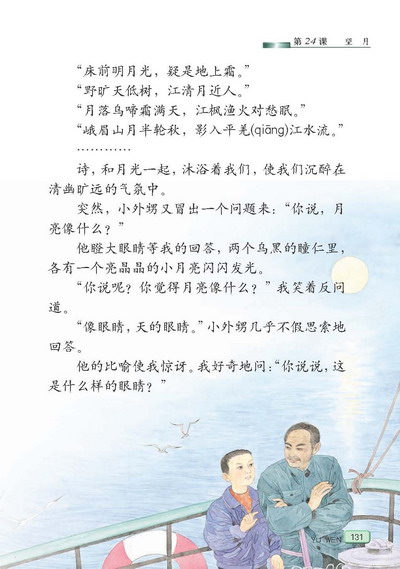 第24课 望月
“床前明月光，疑是地上霜。”
“野旷天低树，江清月近人。”
“月落乌啼霜满天，江枫渔火对愁眠。”
“峨眉山月半轮秋，影入平羌(qiāng)江水流。”
…………
诗，和月光一起，沐浴着我们，使我们沉醉在
清幽旷远的气氛中。
突然，小外甥又冒出一个问题来：“你说，月
亮像什么？”
他瞪大眼睛等我的回答，两个乌黑的瞳仁里，
各有一个亮晶晶的小月亮闪闪发光。
“你说呢？你觉得月亮像什么？”我笑着反问
道。
“像眼睛，天的眼睛。”小外甥几乎不假思索地
回答。
他的比喻使我惊讶。我好奇地问：“你说说，这
是什么样的眼睛？”
YU WEN 131